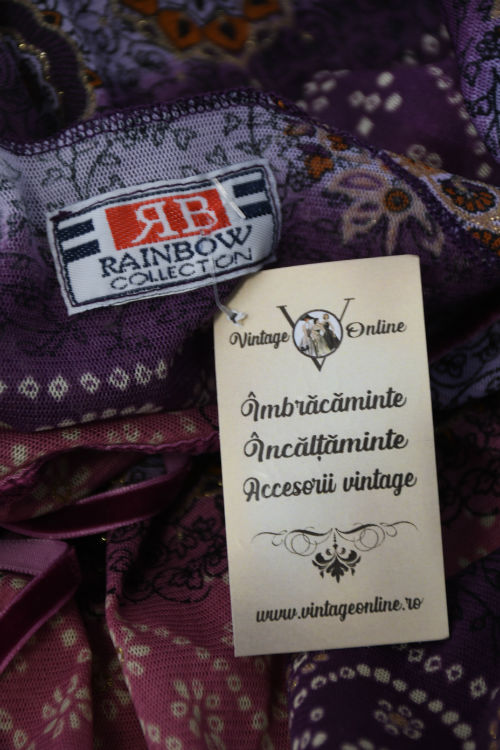 RB
RAINBOW
COLLECTION
Vintage V Online
Îmbrăcăminte
Încălțăminte
Accesorii vintage
www.vintageonline.ro